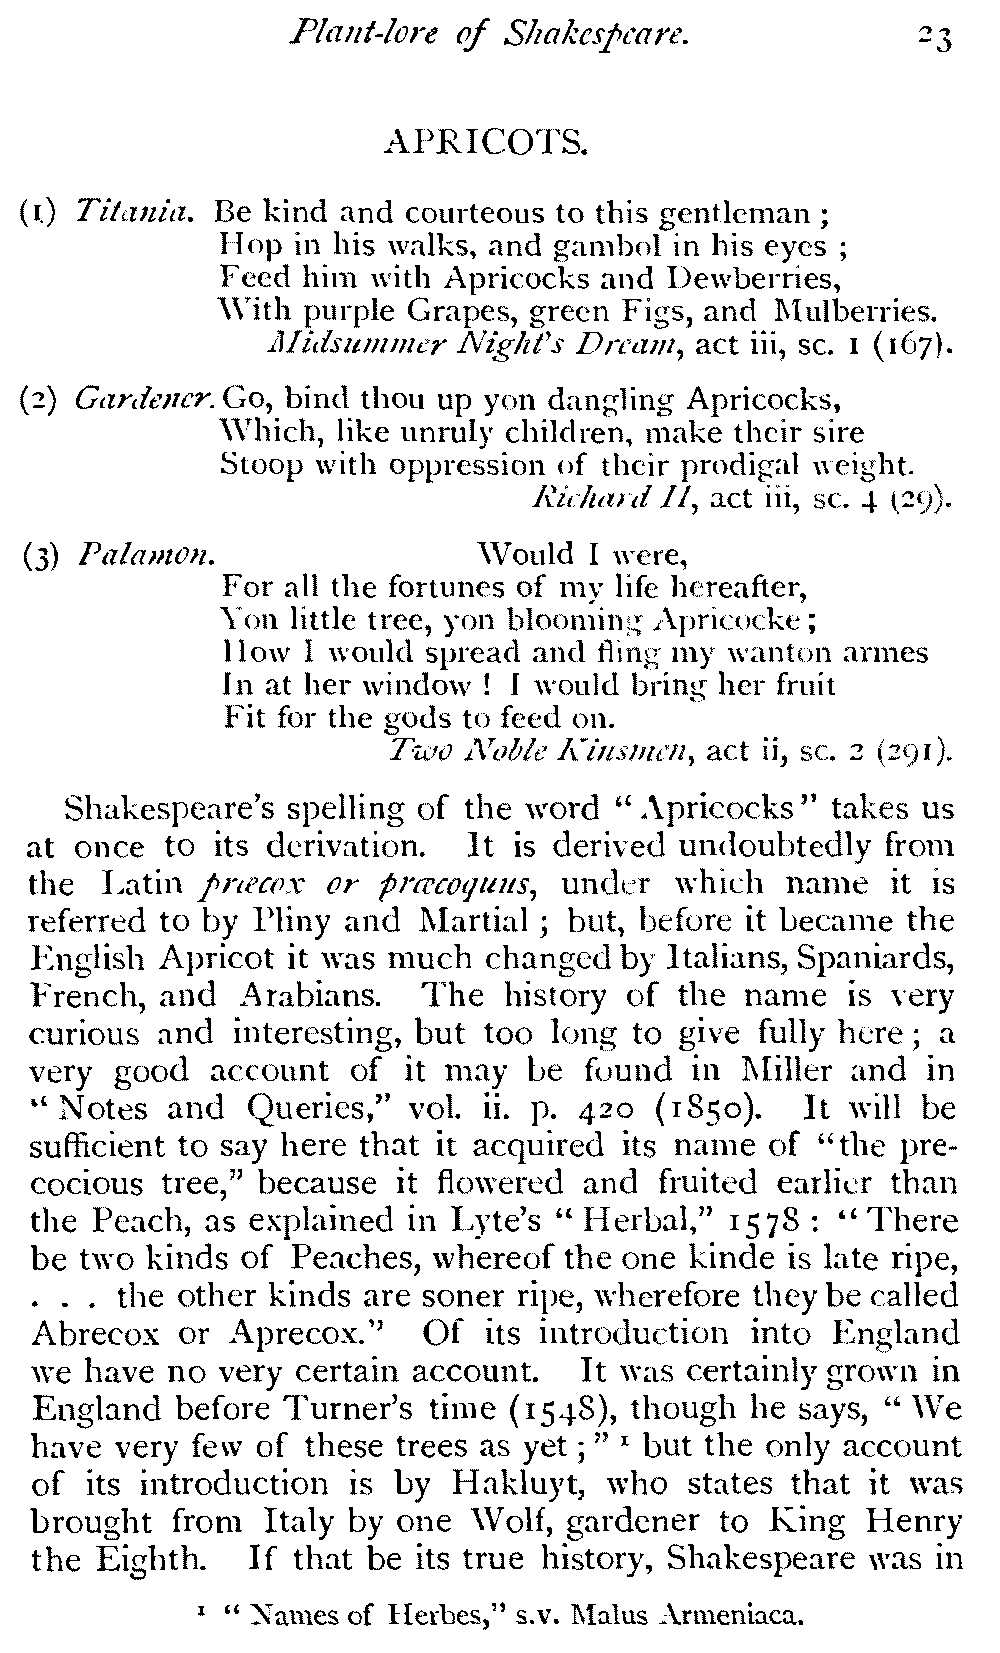 Plant-lore of Shakespeare. 23
APRICOTS.
(1) Titania. Be kind and courteous to this gentleman ;
Hop in his walks, and gambol in his eyes ;
Feed him with Apricocks and Dewberries,
With purple Grapes, green Figs, and Mulberries.
Midsummer Night's Dream, act iii, sc. 1 (167).
(2) Gardener. Go, bind thou up yon dangling Apricocks,
Which, like unruly children, make their sire
Stoop with oppression of their prodigal weight.
Richard II, act iii, sc. 4 (29).
(3) Palamon. Would I were,
For all the fortunes of my life hereafter,
Yon little tree, yon blooming Apricocke ;
How I would spread and fling my wanton armes
In at her window ! I would bring her fruit
Fit for the gods to feed on.
Two Noble Kinsmen, act ii, sc. 2 (291).
Shakespeare's spelling of the word “ Apricocks ” takes us
at once to its derivation. It is derived undoubtedly from
the Latin præcox or præcoquus, under which name it is
referred to by Pliny and Martial ; but, before it became the
English Apricot it was much changed by Italians, Spaniards,
French, and Arabians. The history of the name is very
curious and interesting, but too long to give fully here ; a
very good account of it may be found in Miller and in
“ Notes and Queries,” vol. ii. p. 420 (1850). It will be
sufficient to say here that it acquired its name of “the pre-
cocious tree,” because it flowered and fruited earlier than
the Peach, as explained in Lyte's “ Herbal,” 1578 : “ There
be two kinds of Peaches, whereof the one kinde is late ripe,
. . . the other kinds are soner ripe, wherefore they be called
Abrecox or Aprecox.” Of its introduction into England
we have no very certain account. It was certainly grown in
England before Turner's time (1548), though he says, “ We
have very few of these trees as yet ; ” 1 but the only account
of its introduction is by Hakluyt, who states that it was
brought from Italy by one Wolf, gardener to King Henry
the Eighth. If that be its true history, Shakespeare was in
1 “ Names of Herbes,” s.v. Malus Armeniaca.